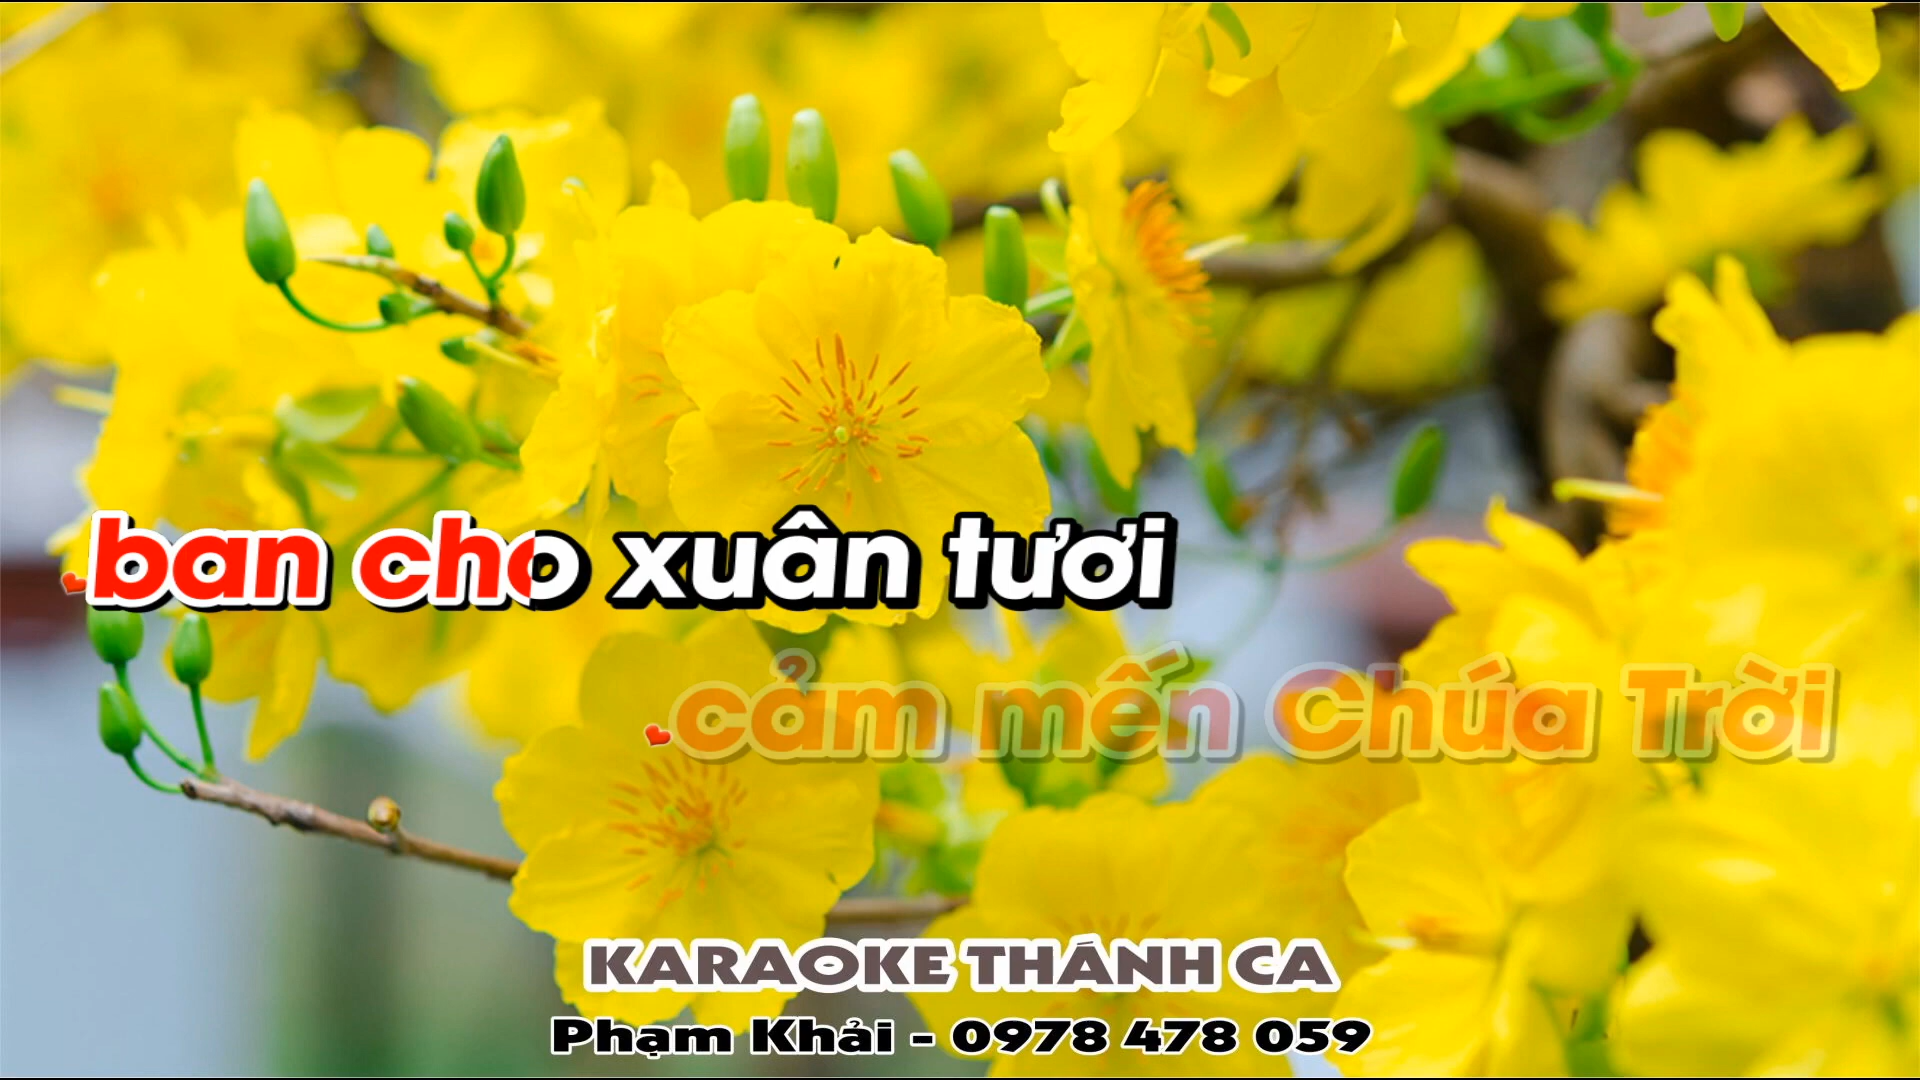 ban cho xuân tươi
cảm mến Chúa Trời
KARAOKE THÁNH CA
Phạm Khải - 0978 478 059